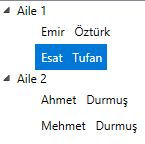 Aile 1
Emir Öztürk
Esat Tufan
Aile 2
Ahmet Durmuş
Mehmet Durmuş